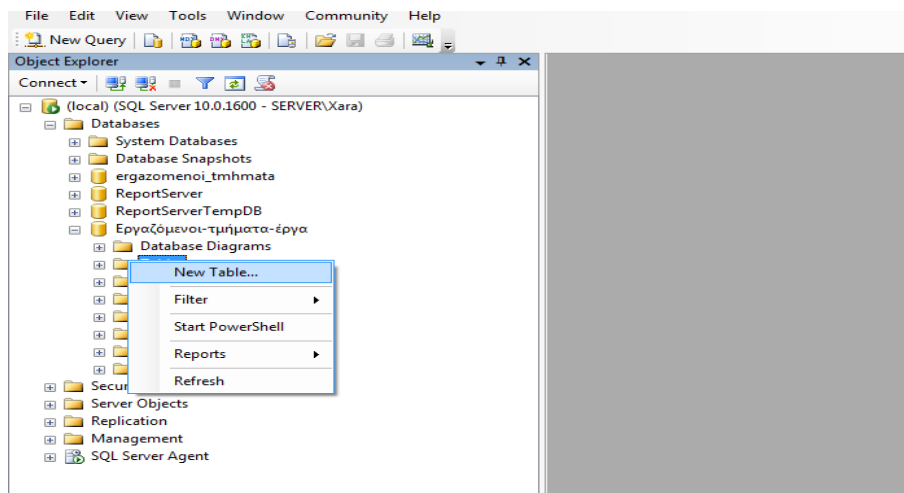 File Edit View Tools Window Community Help
New Query
Object Explorer
Connect
(local) (SQL Server 10.0.1600 - SERVER\Xara)
Databases
System Databases
Database Snapshots
ergazomenoi_tmhmata
ReportServer
ReportServerTempDB
Εργαζόμενοι-τμήματα-έργα
Database Diagrams
New Table...
Filter
Start PowerShell
Reports
Refresh
Secur
Server Objects
Replication
Management
SQL Server Agent